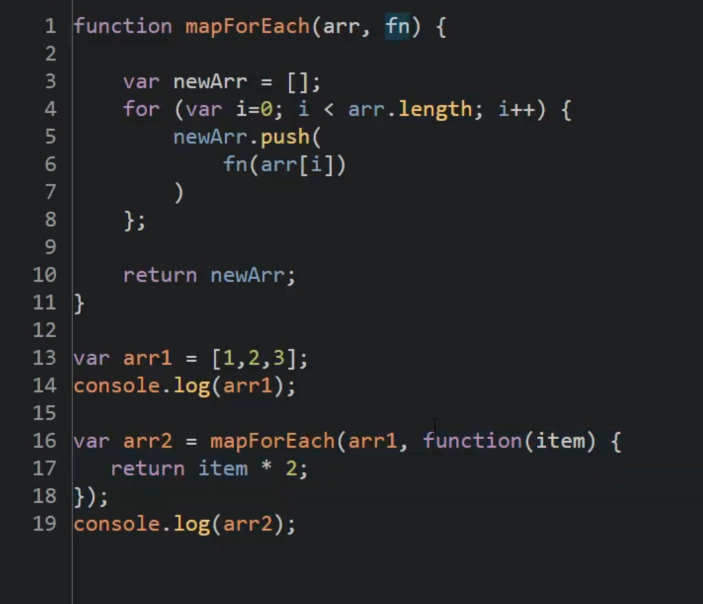 1 function mapForEach(arr, fn) {
2
3     var newArr = [];
4     for (var i=0; i < arr.length; i++) {
5         newArr.push(
6             fn(arr[i])
7         )
8     };
9
10     return newArr;
11 }
12
13 var arr1 = [1,2,3];
14 console.log(arr1);
15
16 var arr2 = mapForEach(arr1, function(item) {
17    return item * 2;
18 });
19 console.log(arr2);